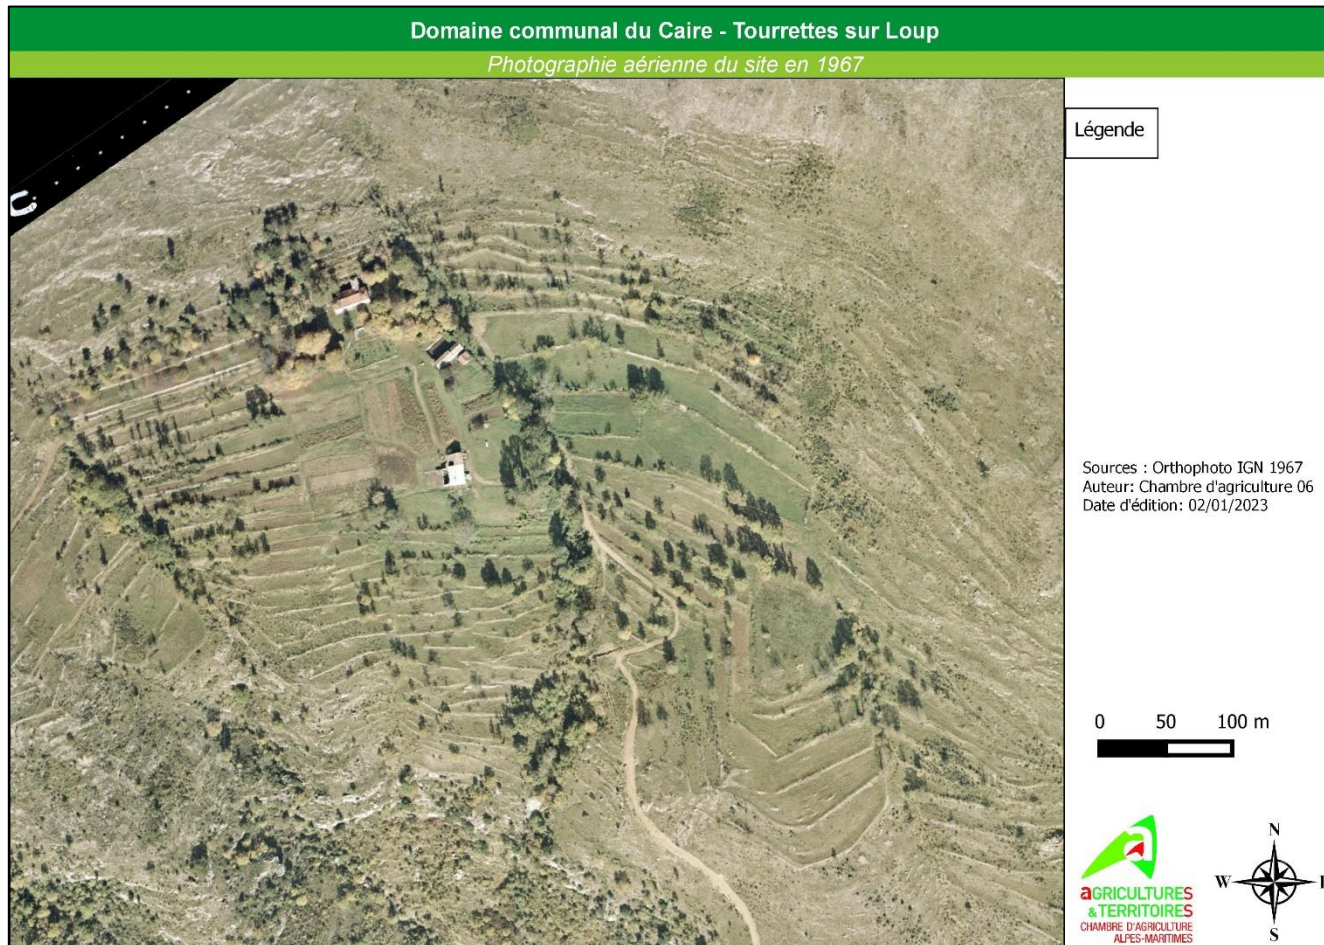 Domaine communal du Caire - Tourrettes sur Loup
Photographie aérienne du site en 1967
Légende
Sources : Orthophoto IGN 1967
Auteur: Chambre d'agriculture 06
Date d'édition: 02/01/2023
0 50 100 m
N
W
S
aGRICULTURES
& TERRITOIRES
CHAMBRE D'AGRICULTURE
ALPES-MARITIMES